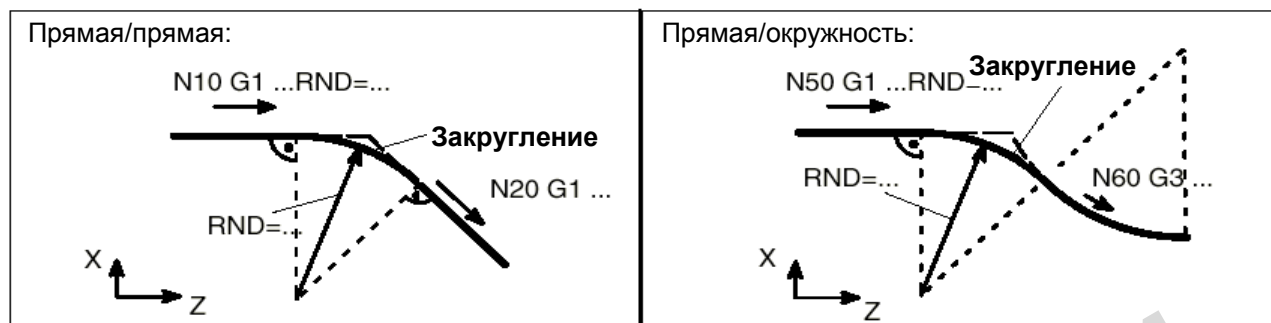 Прямая/прямая:
N10 G1 ...RND=...
Закругление
N20 G1 ...
RND=...
X
Z
Прямая/окружность:
N50 G1 ...RND=...
Закругление
RND=...
N60 G3 ...
X
Z